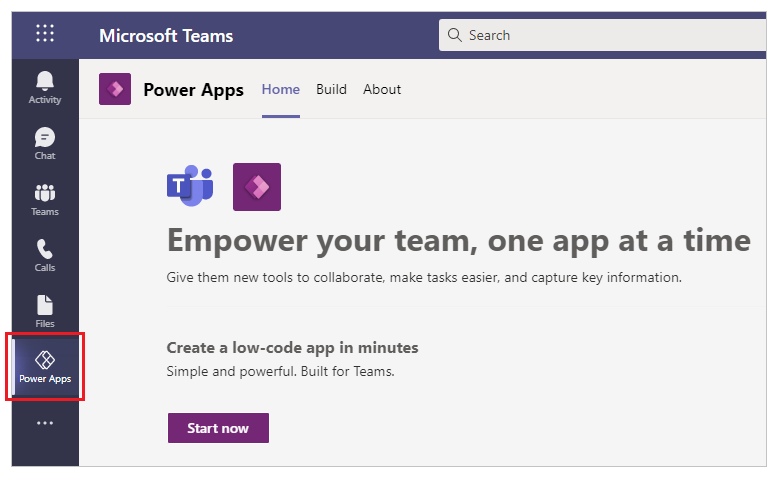 Microsoft Teams
Search
Activity
Chat
Teams
Calls
Files
Power Apps
Power Apps
Home
Build
About
T
Empower your team, one app at a time
Give them new tools to collaborate, make tasks easier, and capture key information.
Create a low-code app in minutes
Simple and powerful. Built for Teams.
Start now